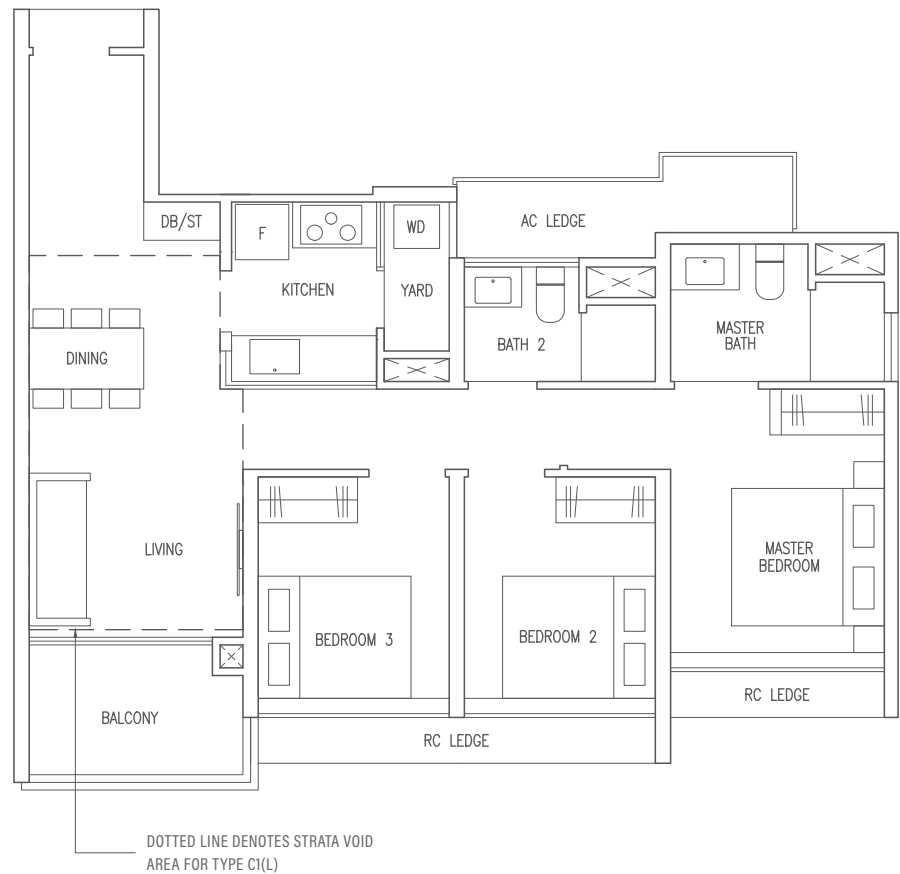 DB/ST
F
WD
AC LEDGE
KITCHEN
YARD
DINING
BATH 2
MASTER
BATH
LIVING
MASTER
BEDROOM
BEDROOM 3
BEDROOM 2
RC LEDGE
BALCONY
RC LEDGE
DOTTED LINE DENOTES STRATA VOID
AREA FOR TYPE C1(L)